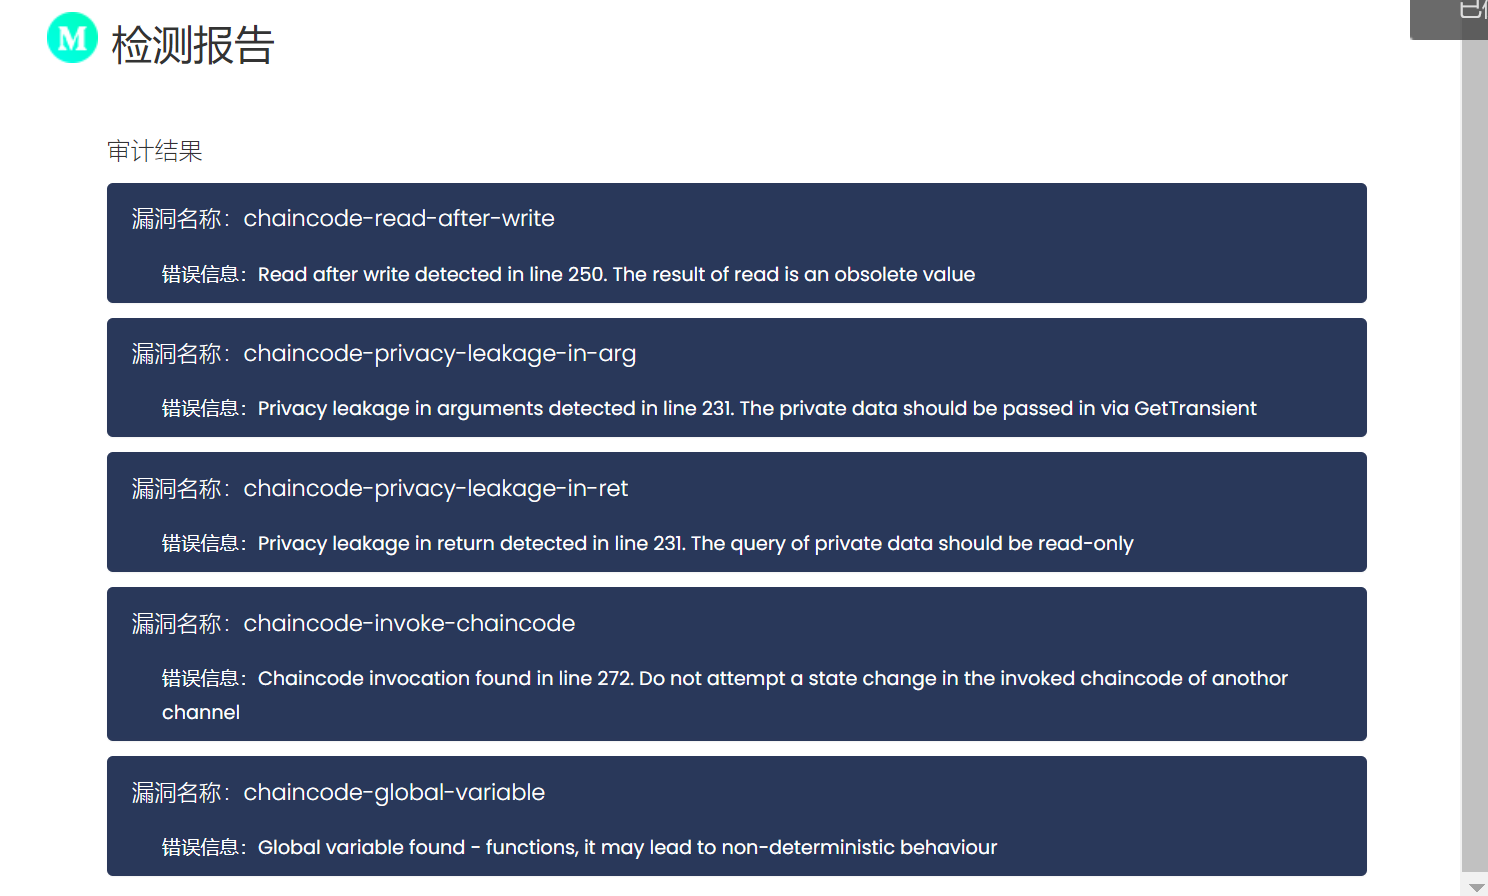 M 检测报告
已
审计结果
漏洞名称：chaincode-read-after-write
错误信息：Read after write detected in line 250. The result of read is an obsolete value
漏洞名称：chaincode-privacy-leakage-in-arg
错误信息：Privacy leakage in arguments detected in line 231. The private data should be passed in via GetTransient
漏洞名称：chaincode-privacy-leakage-in-ret
错误信息：Privacy leakage in return detected in line 231. The query of private data should be read-only
漏洞名称：chaincode-invoke-chaincode
错误信息：Chaincode invocation found in line 272. Do not attempt a state change in the invoked chaincode of anothor
channel
漏洞名称：chaincode-global-variable
错误信息：Global variable found - functions, it may lead to non-deterministic behaviour